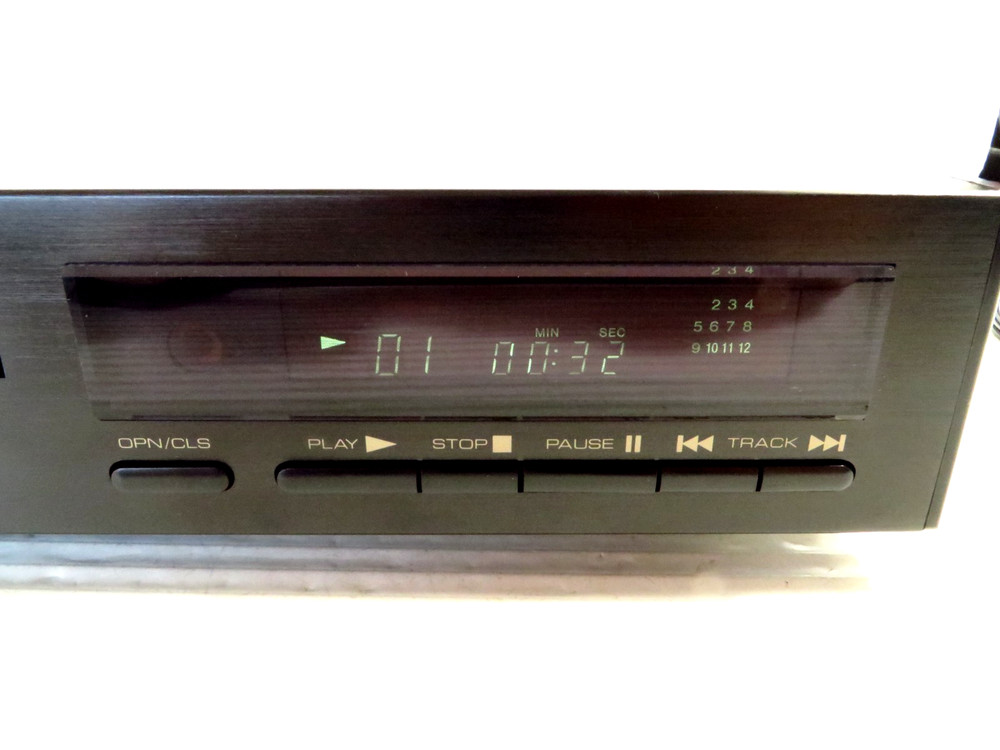 2 3 4
2 3 4
5 6 7 8
9 10 11 12
MIN SEC
01 00:32
OPN/CLS PLAY STOP PAUSE TRACK